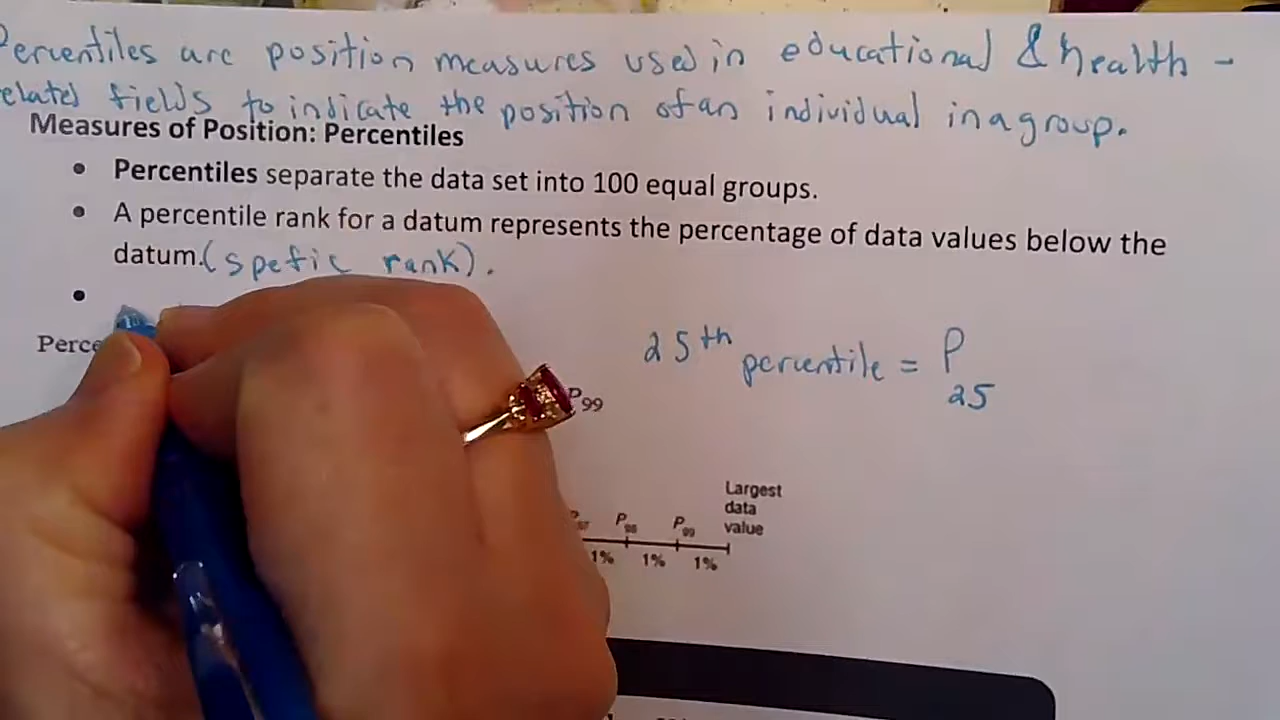 Percentiles are position measures used in educational & health -
elated fields to indicate the position of an individual in a group.
Measures of Position: Percentiles
• Percentiles separate the data set into 100 equal groups.
• A percentile rank for a datum represents the percentage of data values below the
datum. (spefic rank).
•
25th percentile = P25
Perce
P99
Largest
data
value
P98 P99
1% 1% 1%